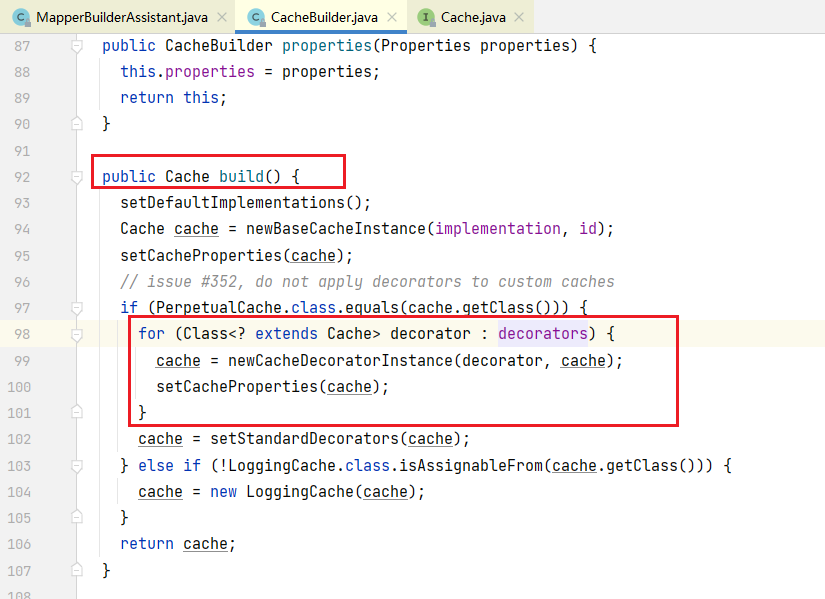 MapperBuilderAssistant.java CacheBuilder.java Cache.java
87 public CacheBuilder properties(Properties properties) {
88 this.properties = properties;
89 return this;
90 }
91
92 public Cache build() {
93 setDefaultImplementations();
94 Cache cache = newBaseCacheInstance(implementation, id);
95 setCacheProperties(cache);
96 // issue #352, do not apply decorators to custom caches
97 if (PerpetualCache.class.equals(cache.getClass())) {
98 for (Class<? extends Cache> decorator : decorators) {
99 cache = newCacheDecoratorInstance(decorator, cache);
100 setCacheProperties(cache);
101 }
102 cache = setStandardDecorators(cache);
103 } else if (!LoggingCache.class.isAssignableFrom(cache.getClass())) {
104 cache = new LoggingCache(cache);
105 }
106 return cache;
107 }
108